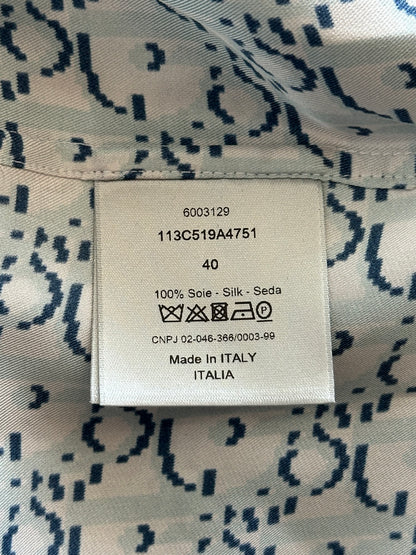 6003129
113C519A4751
40
100% Soie - Silk - Seda
CNPJ 02-046-366/0003-99
Made In ITALY
ITALIA